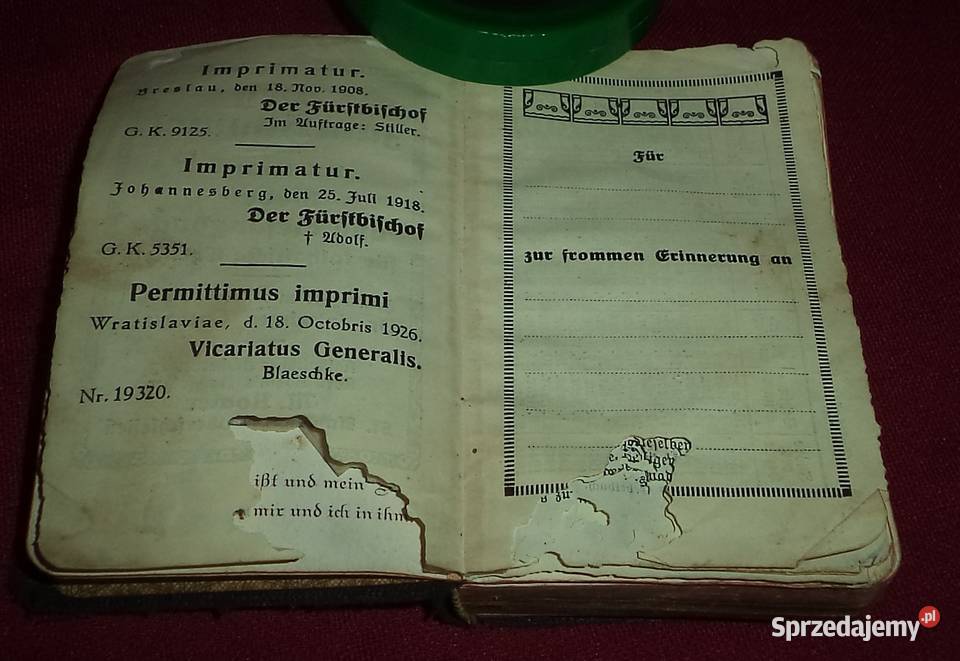 Imprimatur.
Breslau, den 18. Nov. 1908.
Der Fürstbischof
Im Auftrage: Stiller.
G. K. 9125.
Imprimatur.
Johannesberg, den 25. Juli 1918.
Der Fürstbischof
† Adolf.
G. K. 5351.
Permittimus imprimi
Wratislaviae, d. 18. Octobris 1926.
Vicariatus Generalis.
Blaeschke.
Nr. 19320.
ißt und mein
mir und ich in ihm
Für
zur frommen Erinnerung an
Sprzedajemy.pl